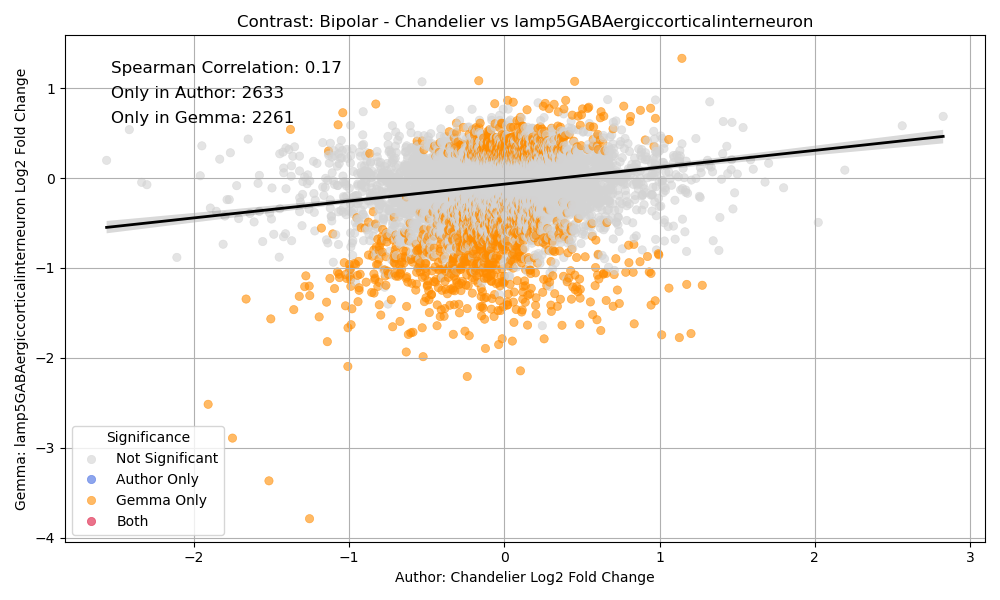 Contrast: Bipolar - Chandelier vs lamp5GABAergiccorticalinterneuron
Spearman Correlation: 0.17
Only in Author: 2633
Only in Gemma: 2261
Gemma: lamp5GABAergiccorticalinterneuron Log2 Fold Change
1
0
−1
−2
−3
−4
Significance
Not Significant
Author Only
Gemma Only
Both
−2
−1
0
1
2
3
Author: Chandelier Log2 Fold Change